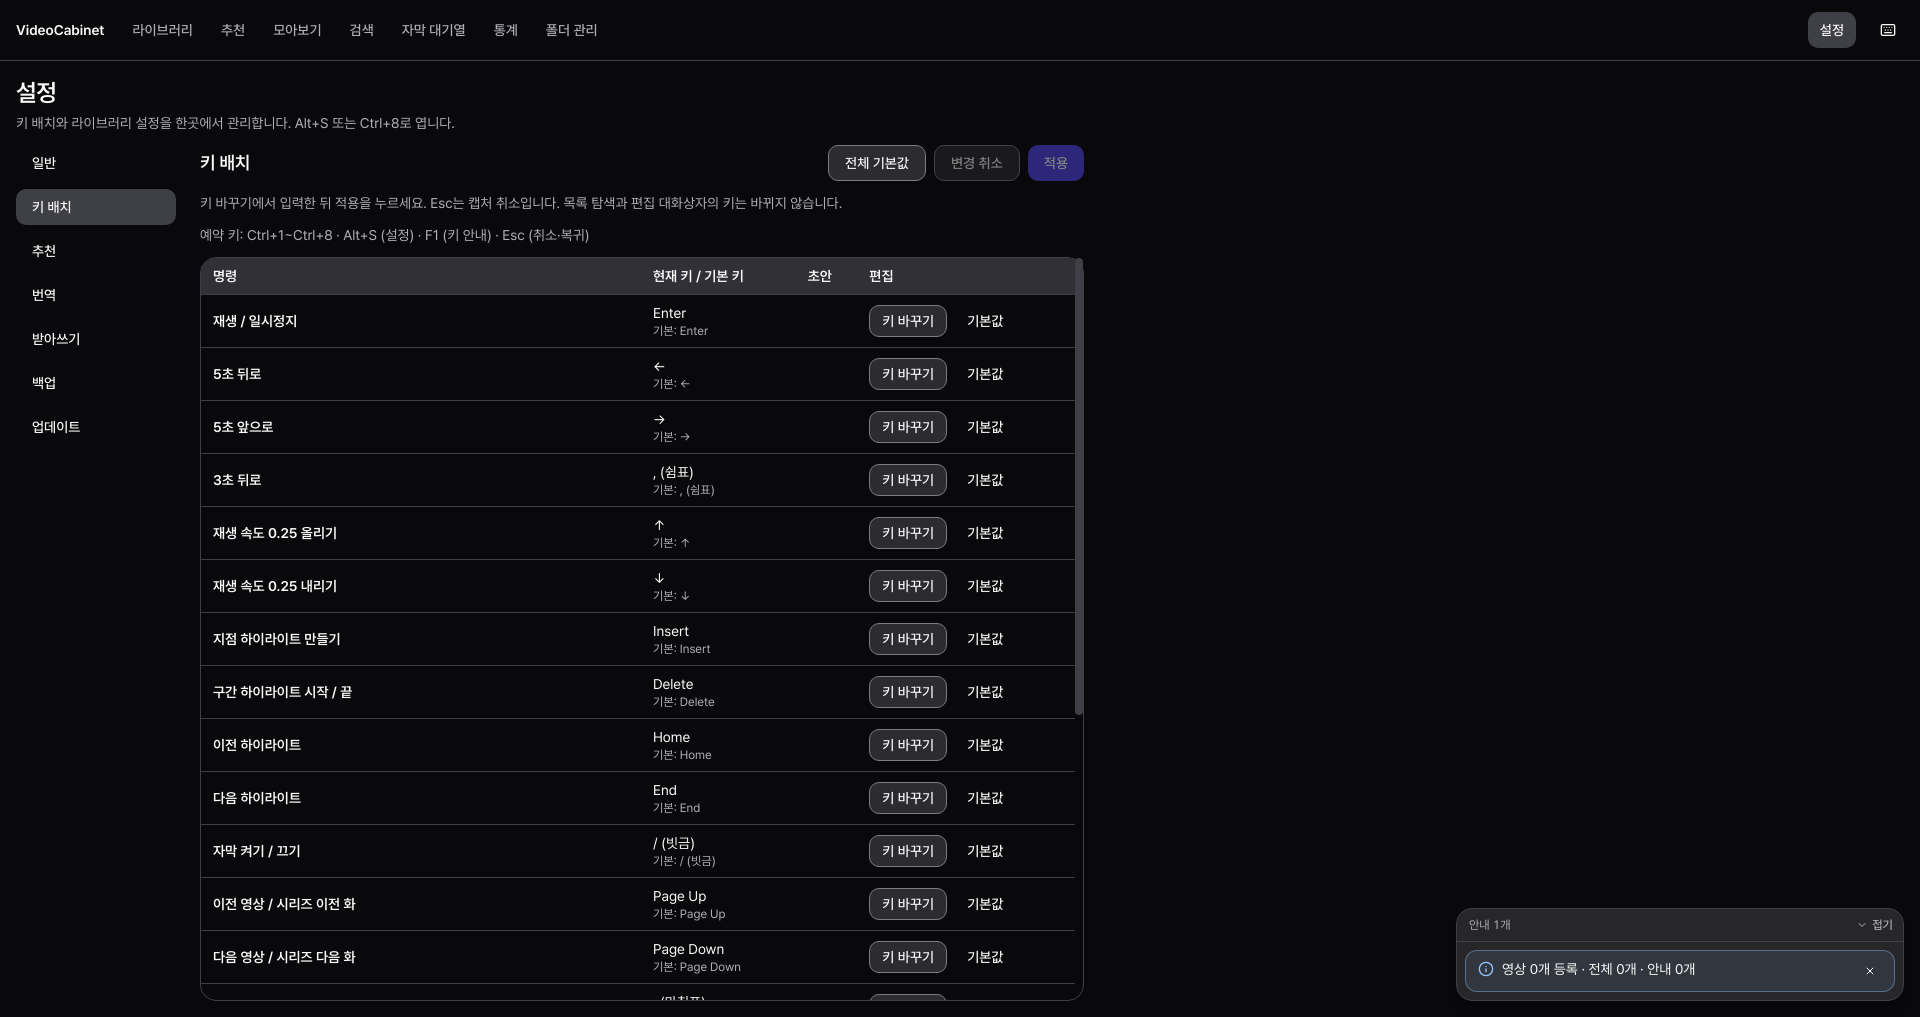 VideoCabinet 라이브러리 추천 모아보기 검색 자막 대기열 통계 폴더 관리 설정
설정
키 배치와 라이브러리 설정을 한곳에서 관리합니다. Alt+S 또는 Ctrl+8로 엽니다.
일반
키 배치
추천
번역
받아쓰기
백업
업데이트
키 배치 전체 기본값 변경 취소 적용
키 바꾸기에서 입력한 뒤 적용을 누르세요. Esc는 캡처 취소입니다. 목록 탐색과 편집 대화상자의 키는 바뀌지 않습니다.
예약 키: Ctrl+1~Ctrl+8 · Alt+S (설정) · F1 (키 안내) · Esc (취소·복귀)
명령 현재 키 / 기본 키 초안 편집
재생 / 일시정지 Enter 키 바꾸기 기본값
기본: Enter
5초 뒤로 ← 키 바꾸기 기본값
기본: ←
5초 앞으로 → 키 바꾸기 기본값
기본: →
3초 뒤로 , (쉼표) 키 바꾸기 기본값
기본: , (쉼표)
재생 속도 0.25 올리기 ↑ 키 바꾸기 기본값
기본: ↑
재생 속도 0.25 내리기 ↓ 키 바꾸기 기본값
기본: ↓
지점 하이라이트 만들기 Insert 키 바꾸기 기본값
기본: Insert
구간 하이라이트 시작 / 끝 Delete 키 바꾸기 기본값
기본: Delete
이전 하이라이트 Home 키 바꾸기 기본값
기본: Home
다음 하이라이트 End 키 바꾸기 기본값
기본: End
자막 켜기 / 끄기 / (빗금) 키 바꾸기 기본값
기본: / (빗금)
이전 영상 / 시리즈 이전 화 Page Up 키 바꾸기 기본값
기본: Page Up
다음 영상 / 시리즈 다음 화 Page Down 키 바꾸기 기본값
기본: Page Down
안내 1개 접기
영상 0개 등록 · 전체 0개 · 안내 0개